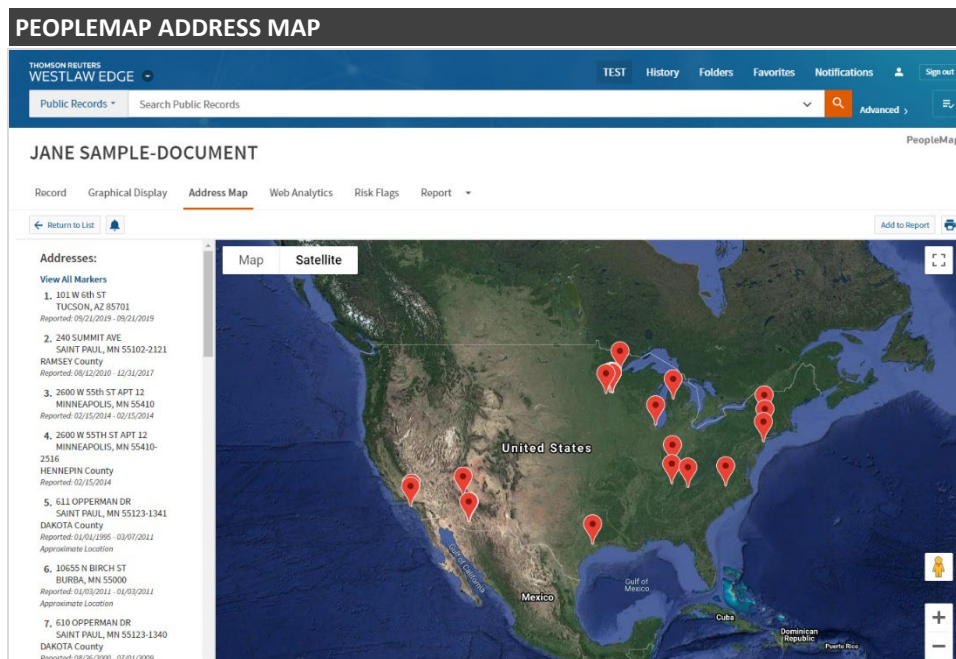 PEOPLEMAP ADDRESS MAP
THOMSON REUTERS
WESTLAW EDGE
TEST History Folders Favorites Notifications Sign out
Public Records Search Public Records Advanced
PeopleMap
JANE SAMPLE-DOCUMENT
Record Graphical Display Address Map Web Analytics Risk Flags Report
Return to List Add to Report
Addresses:
View All Markers
1. 101 W 6th ST
TUCSON, AZ 85701
Reported: 09/21/2019 - 09/21/2019
2. 240 SUMMIT AVE
SAINT PAUL, MN 55102-2121
RAMSEY County
Reported: 08/12/2010 - 12/31/2017
3. 2600 W 55th ST APT 12
MINNEAPOLIS, MN 55410
Reported: 02/15/2014 - 02/15/2014
4. 2600 W 55TH ST APT 12
MINNEAPOLIS, MN 55410-
2516
HENNEPIN County
Reported: 02/15/2014
5. 611 OPPERMAN DR
SAINT PAUL, MN 55123-1341
DAKOTA County
Reported: 01/01/1995 - 03/07/2011
Approximate Location
6. 10655 N BIRCH ST
BURBA, MN 55000
Reported: 01/03/2011 - 01/03/2011
Approximate Location
7. 610 OPPERMAN DR
SAINT PAUL, MN 55123-1340
DAKOTA County
Reported: 08/26/2000 - 07/01/2009
Map Satellite
United States
Gulf of California
Gulf of
Mexico
Mexico
Cuba
Dominican
Republic
Puerto Rico